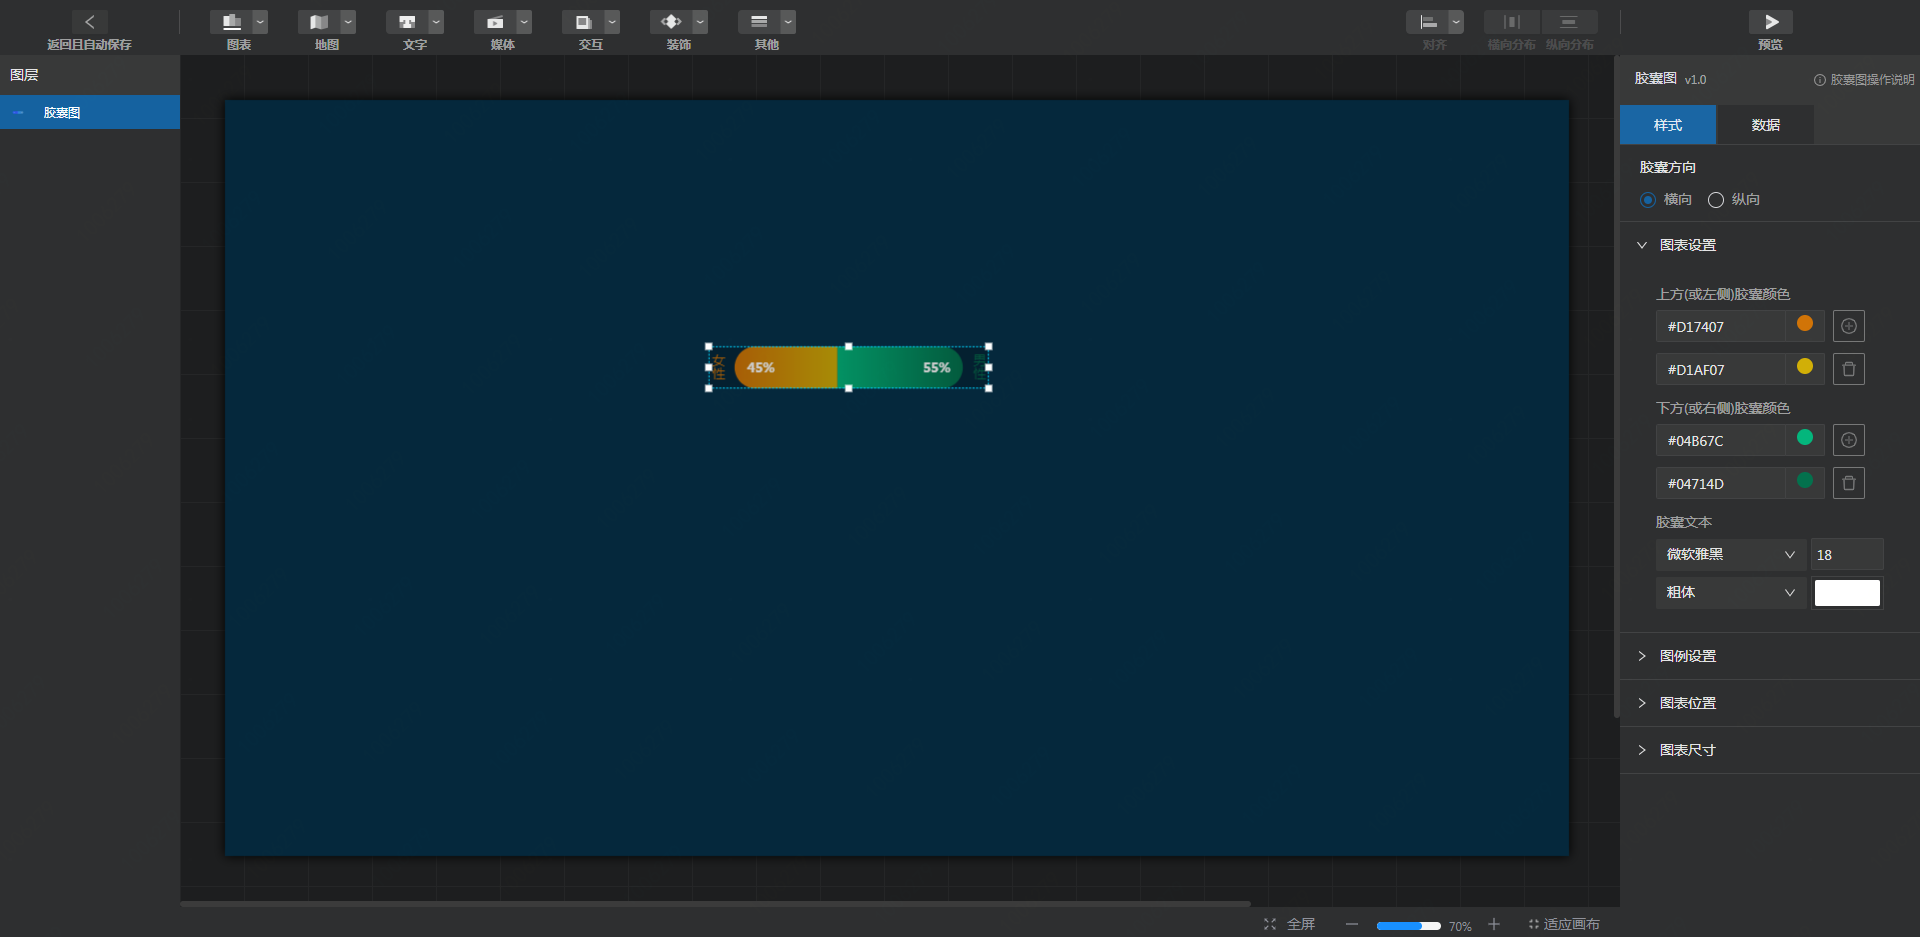 返回且自动保存
图表
地图
文字
媒体
交互
装饰
其他
对齐
横向分布
纵向分布
预览
图层
胶囊图
女性
45%
55%
男性
胶囊图 v1.0
胶囊图操作说明
样式
数据
胶囊方向
横向
纵向
图表设置
上方(或左侧)胶囊颜色
#D17407
#D1AF07
下方(或右侧)胶囊颜色
#04B67C
#04714D
胶囊文本
微软雅黑
18
粗体
图例设置
图表位置
图表尺寸
全屏
70%
适应画布